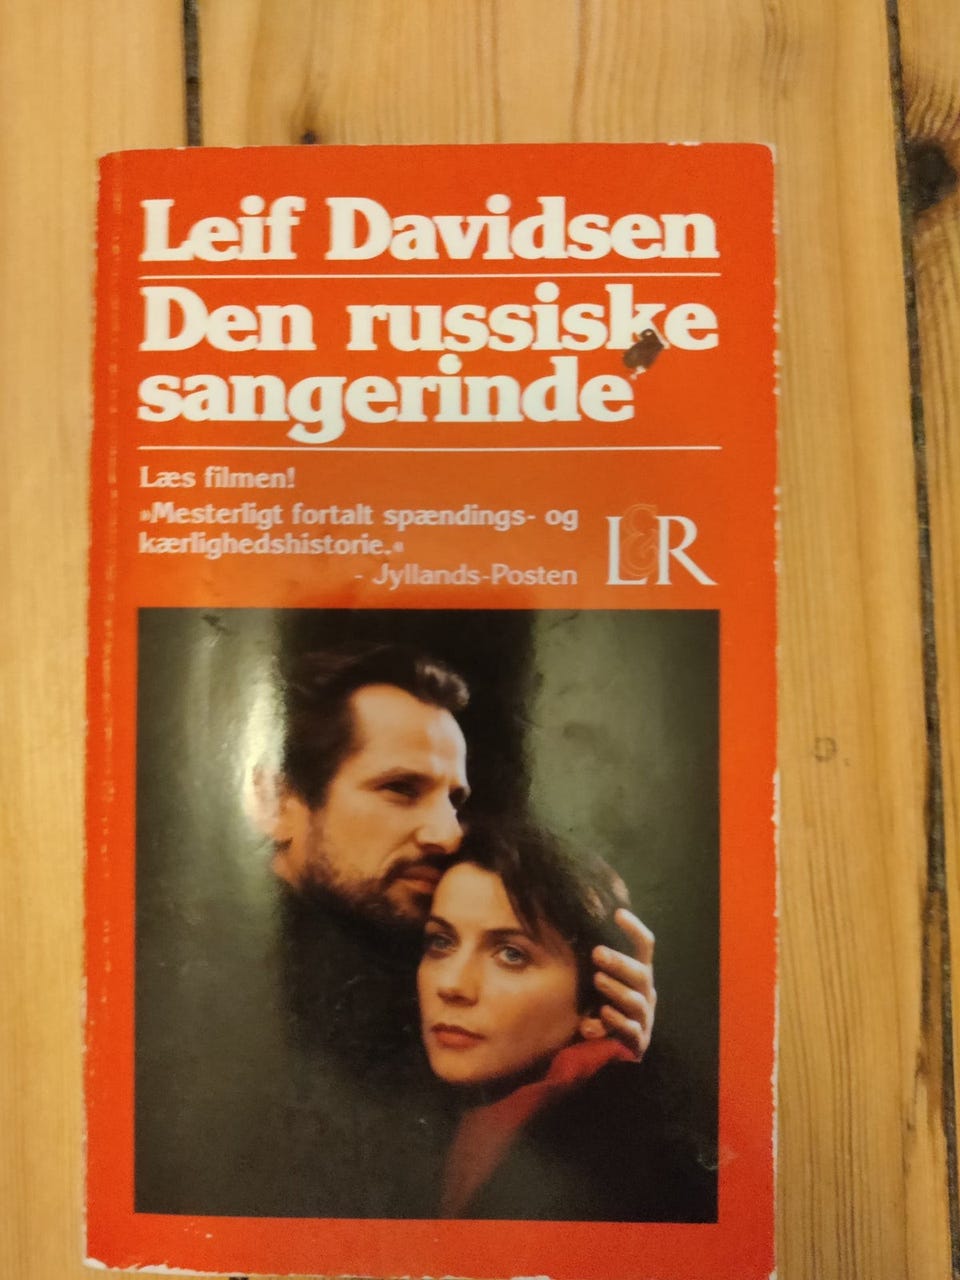 Leif Davidsen
Den russiske
sangerinde
Læs filmen!
»Mesterligt fortalt spændings- og
kærlighedshistorie.«
- Jyllands-Posten
L&R